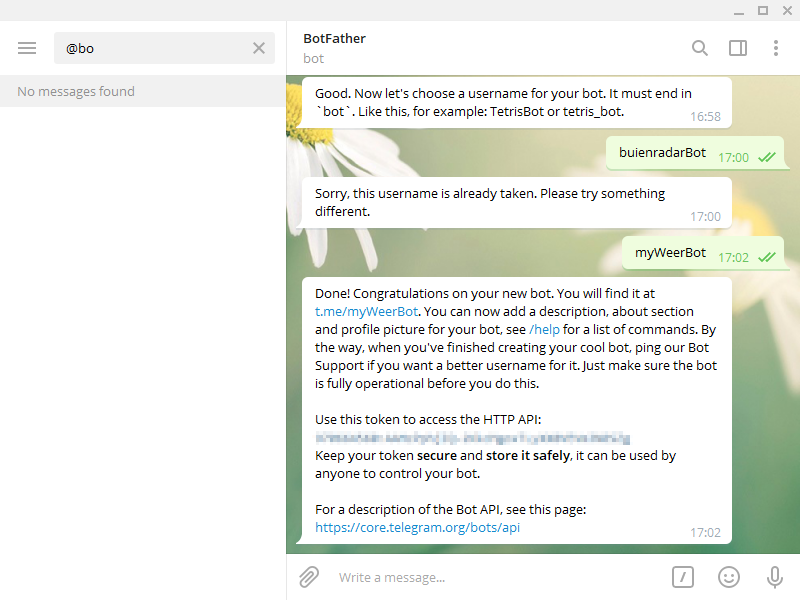 @bo
No messages found
BotFather
bot
Good. Now let's choose a username for your bot. It must end in
`bot`. Like this, for example: TetrisBot or tetris_bot.
16:58
buienradarBot
17:00
Sorry, this username is already taken. Please try something
different.
17:00
myWeerBot
17:02
Done! Congratulations on your new bot. You will find it at
t.me/myWeerBot. You can now add a description, about section
and profile picture for your bot, see /help for a list of commands. By
the way, when you've finished creating your cool bot, ping our Bot
Support if you want a better username for it. Just make sure the bot
is fully operational before you do this.
Use this token to access the HTTP API:
Keep your token secure and store it safely, it can be used by
anyone to control your bot.
For a description of the Bot API, see this page:
https://core.telegram.org/bots/api
17:02
Write a message...